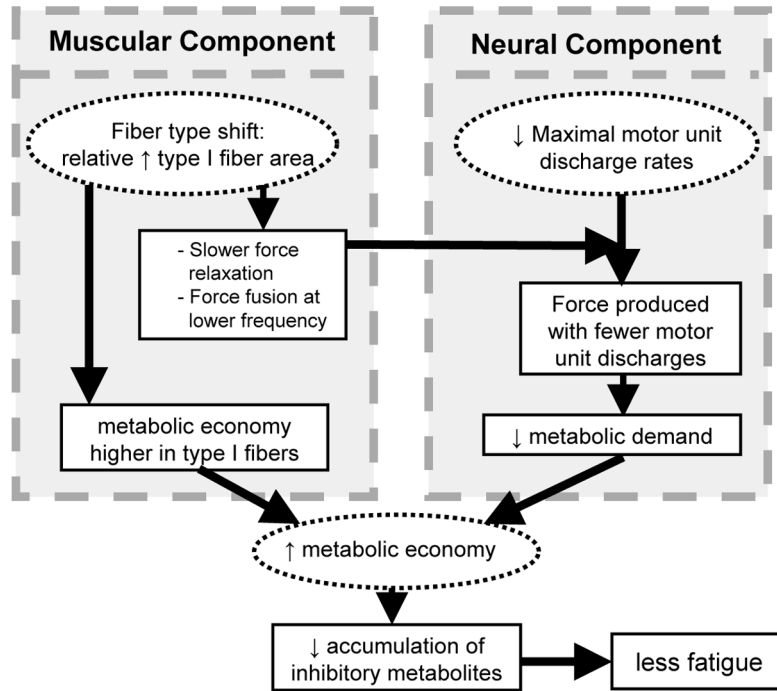 Muscular Component
Neural Component
Fiber type shift:
relative ↑ type I fiber area
↓ Maximal motor unit
discharge rates
- Slower force
relaxation
- Force fusion at
lower frequency
Force produced
with fewer motor
unit discharges
metabolic economy
higher in type I fibers
↓ metabolic demand
↑ metabolic economy
↓ accumulation of
inhibitory metabolites
less fatigue